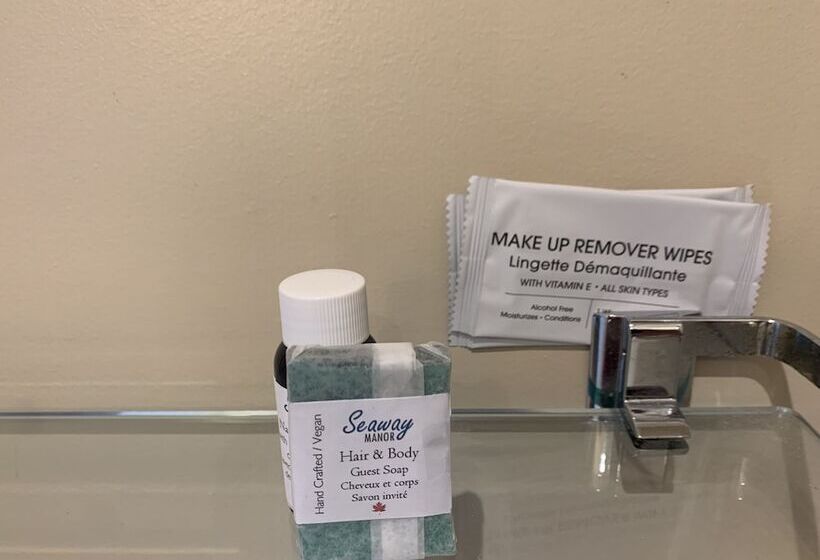 MAKE UP REMOVER WIPES
Lingette Démaquillante
WITH VITAMIN E • ALL SKIN TYPES
Alcohol Free
Moisturizes - Conditions
Seaway
MANOR
Hair & Body
Guest Soap
Cheveux et corps
Savon invité
Hand Crafted / Vegan